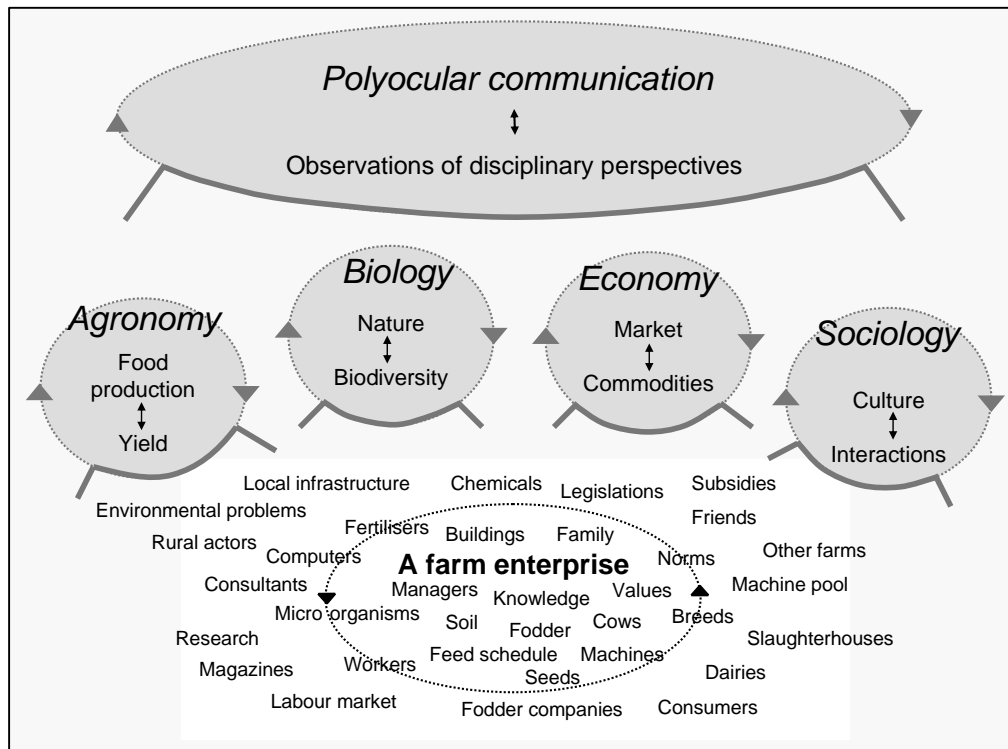 Polyocular communication
Observations of disciplinary perspectives
Agronomy
Food
production
Yield
Biology
Nature
Biodiversity
Economy
Market
Commodities
Sociology
Culture
Interactions
Local infrastructure
Chemicals
Legislations
Subsidies
Environmental problems
Fertilisers
Buildings
Family
Friends
Rural actors
Computers
A farm enterprise
Norms
Other farms
Consultants
Managers
Knowledge
Values
Machine pool
Micro organisms
Soil
Fodder
Cows
Breeds
Research
Slaughterhouses
Magazines
Workers
Feed schedule
Machines
Seeds
Dairies
Labour market
Fodder companies
Consumers